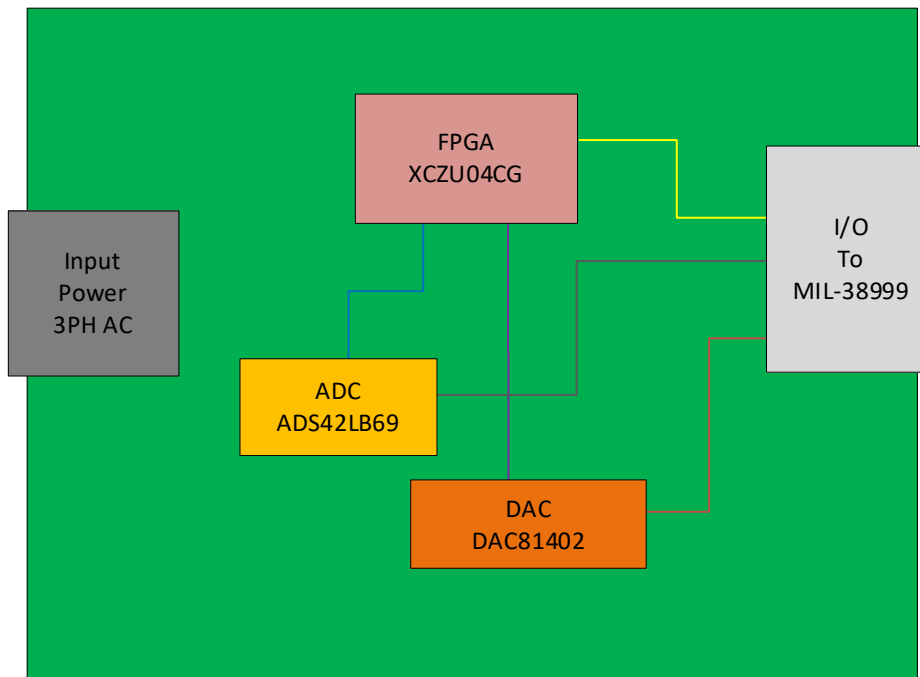 FPGA
XCZU04CG
Input
Power
3PH AC
I/O
To
MIL-38999
ADC
ADS42LB69
DAC
DAC81402